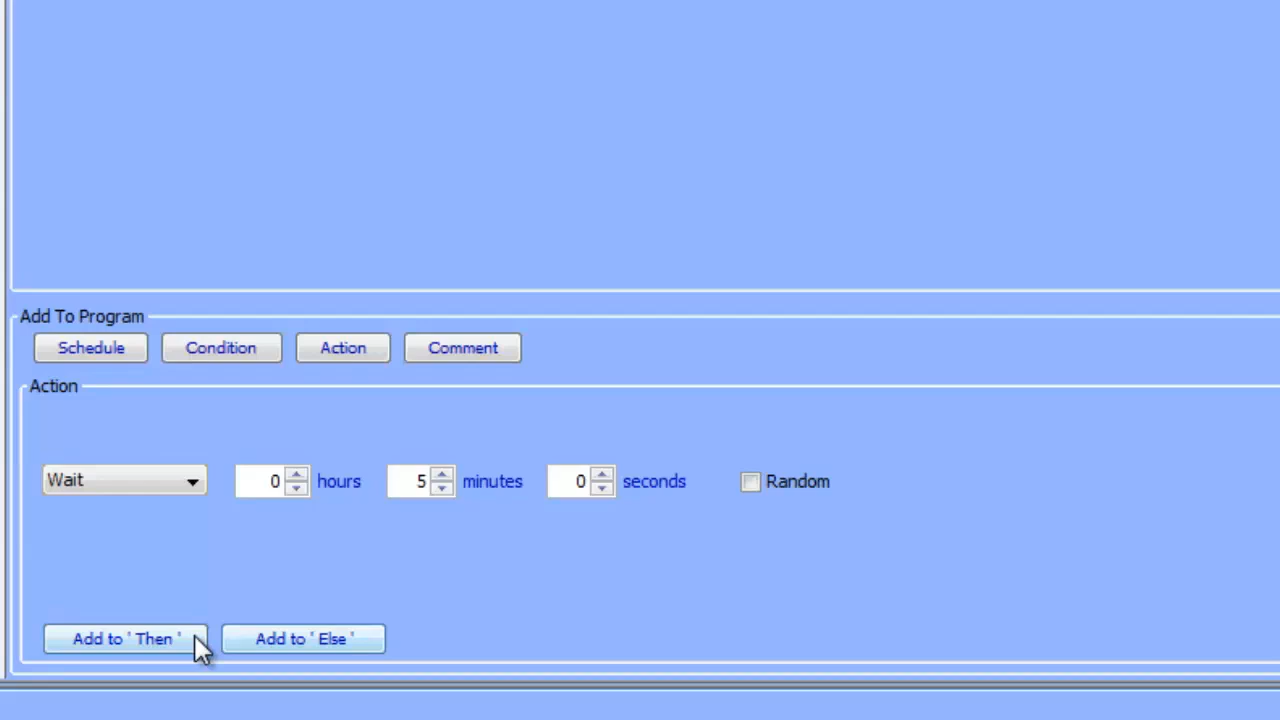 Add To Program
Schedule Condition Action Comment
Action
Wait 0 hours 5 minutes 0 seconds Random
Add to ' Then ' Add to ' Else '